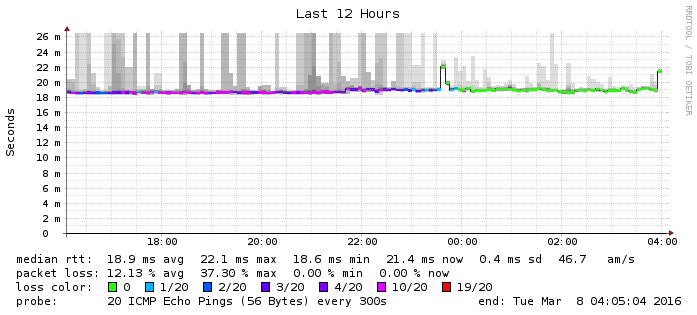 Last 12 Hours
RRDTOOL / TOBI OETIKER
Seconds
26 m
24 m
22 m
20 m
18 m
16 m
14 m
12 m
10 m
8 m
6 m
4 m
2 m
0
18:00 20:00 22:00 00:00 02:00 04:00
median rtt: 18.9 ms avg 22.1 ms max 18.6 ms min 21.4 ms now 0.4 ms sd 46.7 am/s
packet loss: 12.13 % avg 37.30 % max 0.00 % min 0.00 % now
loss color: 0 1/20 2/20 3/20 4/20 10/20 19/20
probe: 20 ICMP Echo Pings (56 Bytes) every 300s end: Tue Mar 8 04:05:04 2016